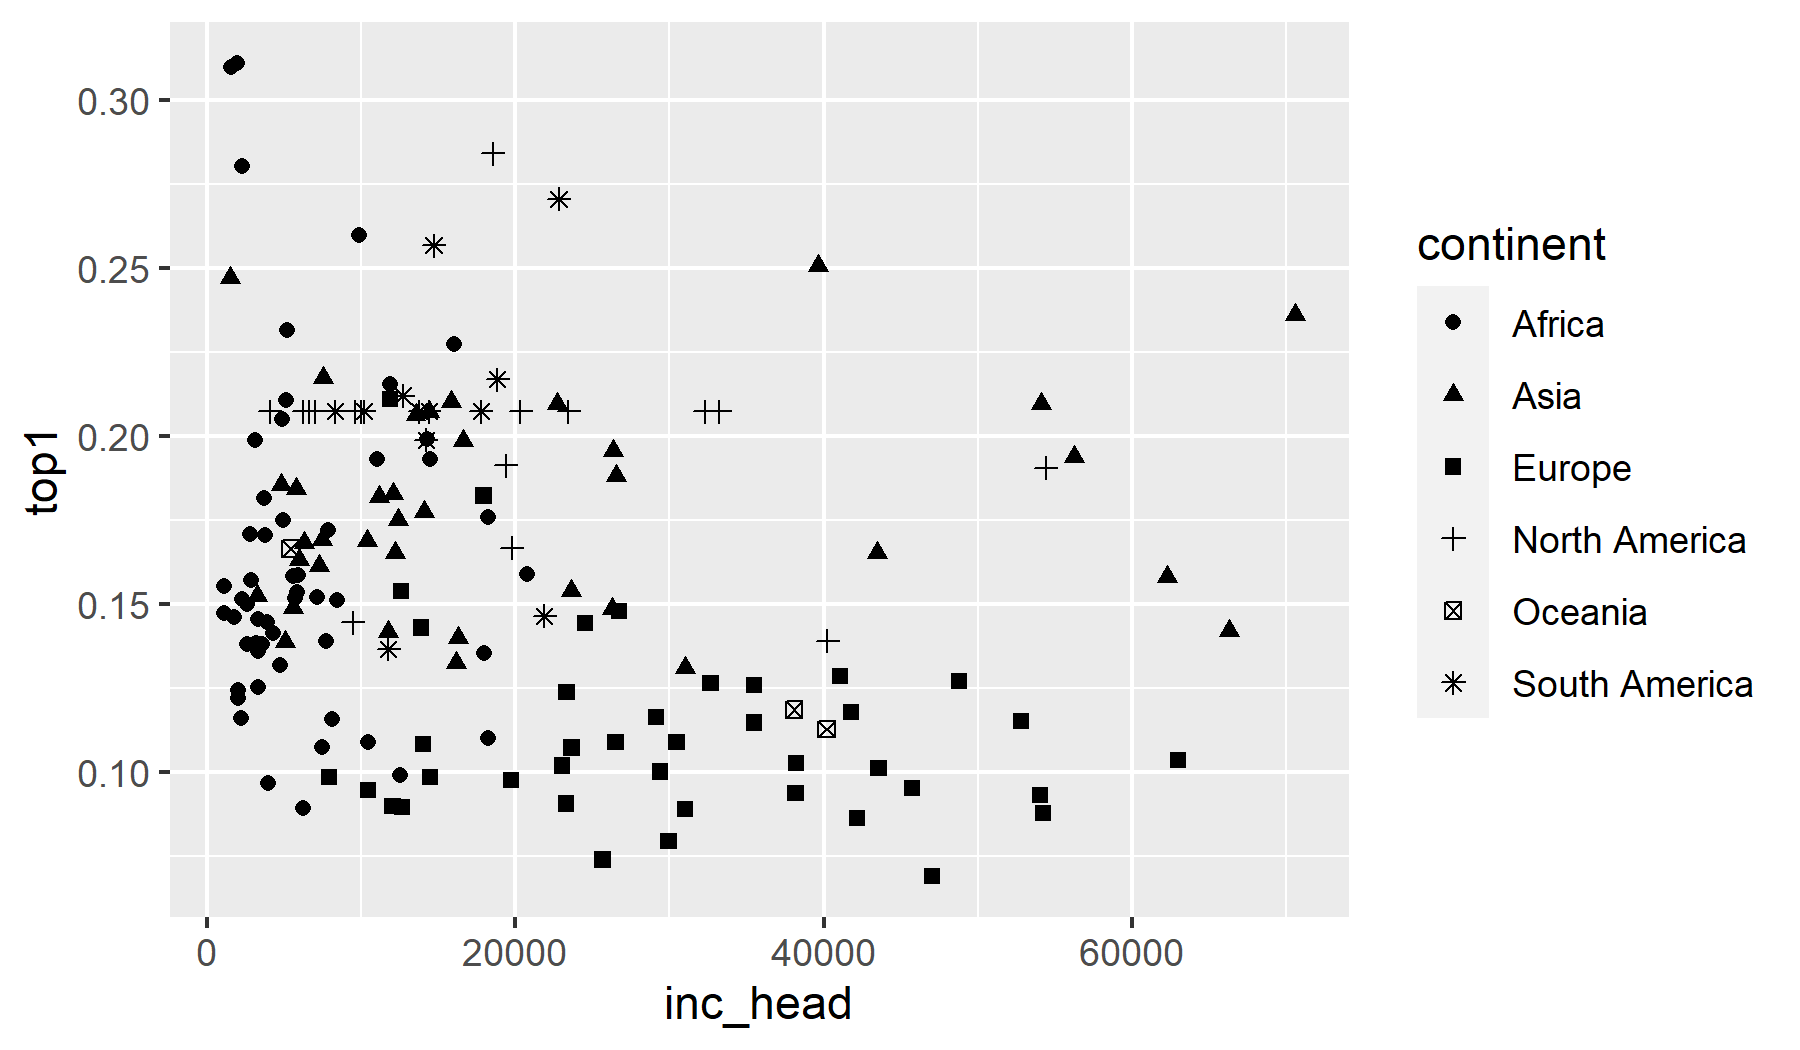 top1
0.30
0.25
0.20
0.15
0.10
0 20000 40000 60000
inc_head
continent
Africa
Asia
Europe
North America
Oceania
South America